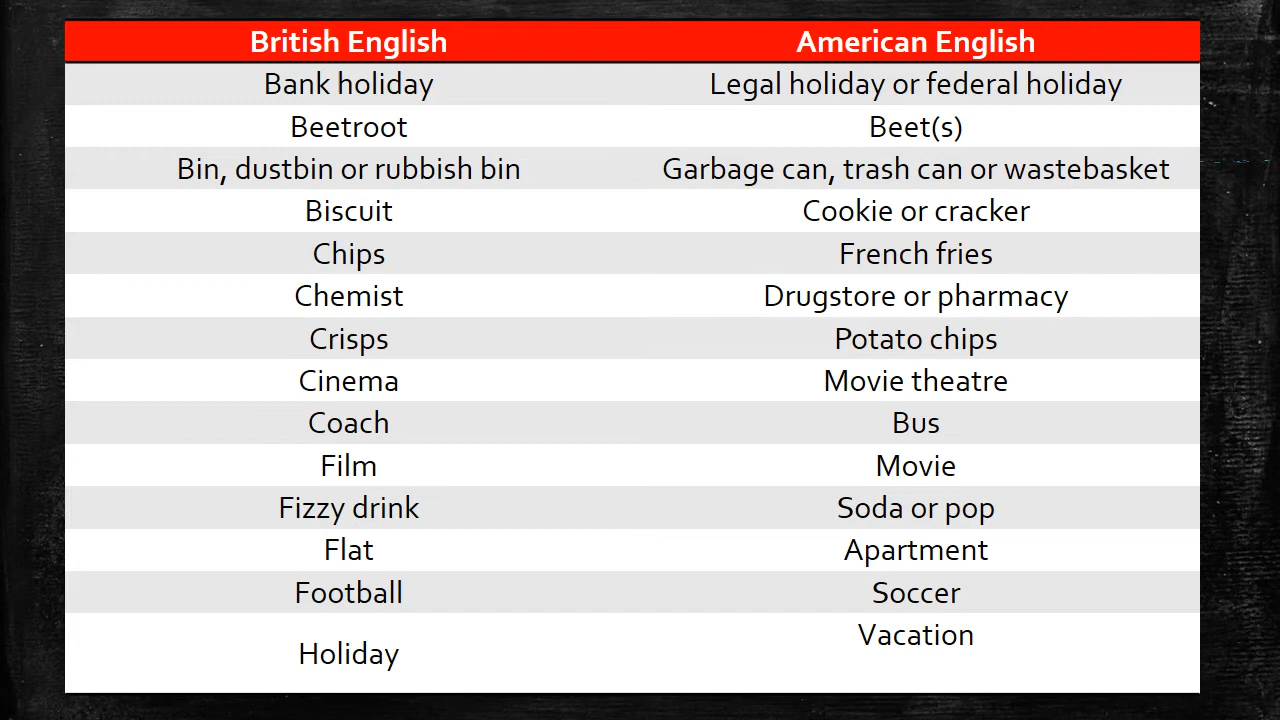 British English American English
Bank holiday Legal holiday or federal holiday
Beetroot Beet(s)
Bin, dustbin or rubbish bin Garbage can, trash can or wastebasket
Biscuit Cookie or cracker
Chips French fries
Chemist Drugstore or pharmacy
Crisps Potato chips
Cinema Movie theatre
Coach Bus
Film Movie
Fizzy drink Soda or pop
Flat Apartment
Football Soccer
Holiday Vacation